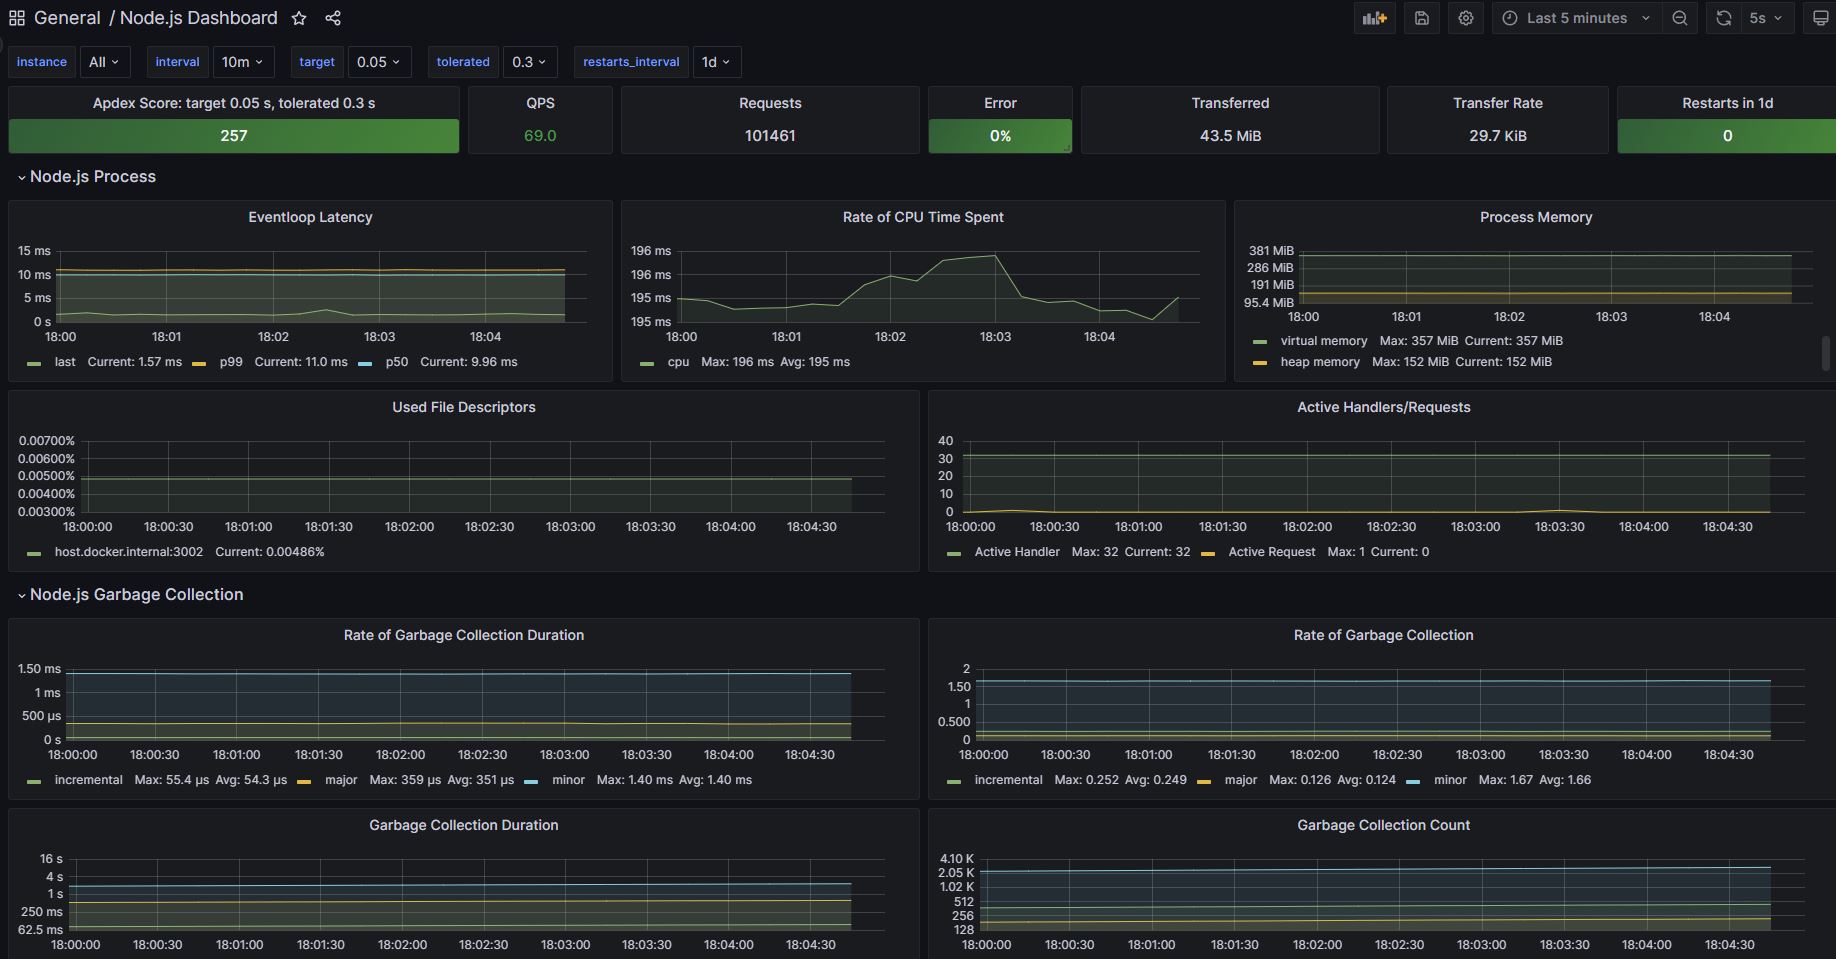 General / Node.js Dashboard
Last 5 minutes 5s
instance All interval 10m target 0.05 tolerated 0.3 restarts_interval 1d
Apdex Score: target 0.05 s, tolerated 0.3 s
257
QPS
69.0
Requests
101461
Error
0%
Transferred
43.5 MiB
Transfer Rate
29.7 KiB
Restarts in 1d
0
Node.js Process
Eventloop Latency
15 ms
10 ms
5 ms
0 s
18:00 18:01 18:02 18:03 18:04
last Current: 1.57 ms p99 Current: 11.0 ms p50 Current: 9.96 ms
Rate of CPU Time Spent
196 ms
196 ms
195 ms
195 ms
18:00 18:01 18:02 18:03 18:04
cpu Max: 196 ms Avg: 195 ms
Process Memory
381 MiB
286 MiB
191 MiB
95.4 MiB
18:00 18:01 18:02 18:03 18:04
virtual memory Max: 357 MiB Current: 357 MiB
heap memory Max: 152 MiB Current: 152 MiB
Used File Descriptors
0.00700%
0.00600%
0.00500%
0.00400%
0.00300%
18:00:00 18:00:30 18:01:00 18:01:30 18:02:00 18:02:30 18:03:00 18:03:30 18:04:00 18:04:30
host.docker.internal:3002 Current: 0.00486%
Active Handlers/Requests
40
30
20
10
0
18:00:00 18:00:30 18:01:00 18:01:30 18:02:00 18:02:30 18:03:00 18:03:30 18:04:00 18:04:30
Active Handler Max: 32 Current: 32 Active Request Max: 1 Current: 0
Node.js Garbage Collection
Rate of Garbage Collection Duration
1.50 ms
1 ms
500 µs
0 s
18:00:00 18:00:30 18:01:00 18:01:30 18:02:00 18:02:30 18:03:00 18:03:30 18:04:00 18:04:30
incremental Max: 55.4 µs Avg: 54.3 µs major Max: 359 µs Avg: 351 µs minor Max: 1.40 ms Avg: 1.40 ms
Rate of Garbage Collection
2
1.50
1
0.500
0
18:00:00 18:00:30 18:01:00 18:01:30 18:02:00 18:02:30 18:03:00 18:03:30 18:04:00 18:04:30
incremental Max: 0.252 Avg: 0.249 major Max: 0.126 Avg: 0.124 minor Max: 1.67 Avg: 1.66
Garbage Collection Duration
16 s
4 s
1 s
250 ms
62.5 ms
18:00:00 18:00:30 18:01:00 18:01:30 18:02:00 18:02:30 18:03:00 18:03:30 18:04:00 18:04:30
Garbage Collection Count
4.10 K
2.05 K
1.02 K
512
256
128
18:00:00 18:00:30 18:01:00 18:01:30 18:02:00 18:02:30 18:03:00 18:03:30 18:04:00 18:04:30